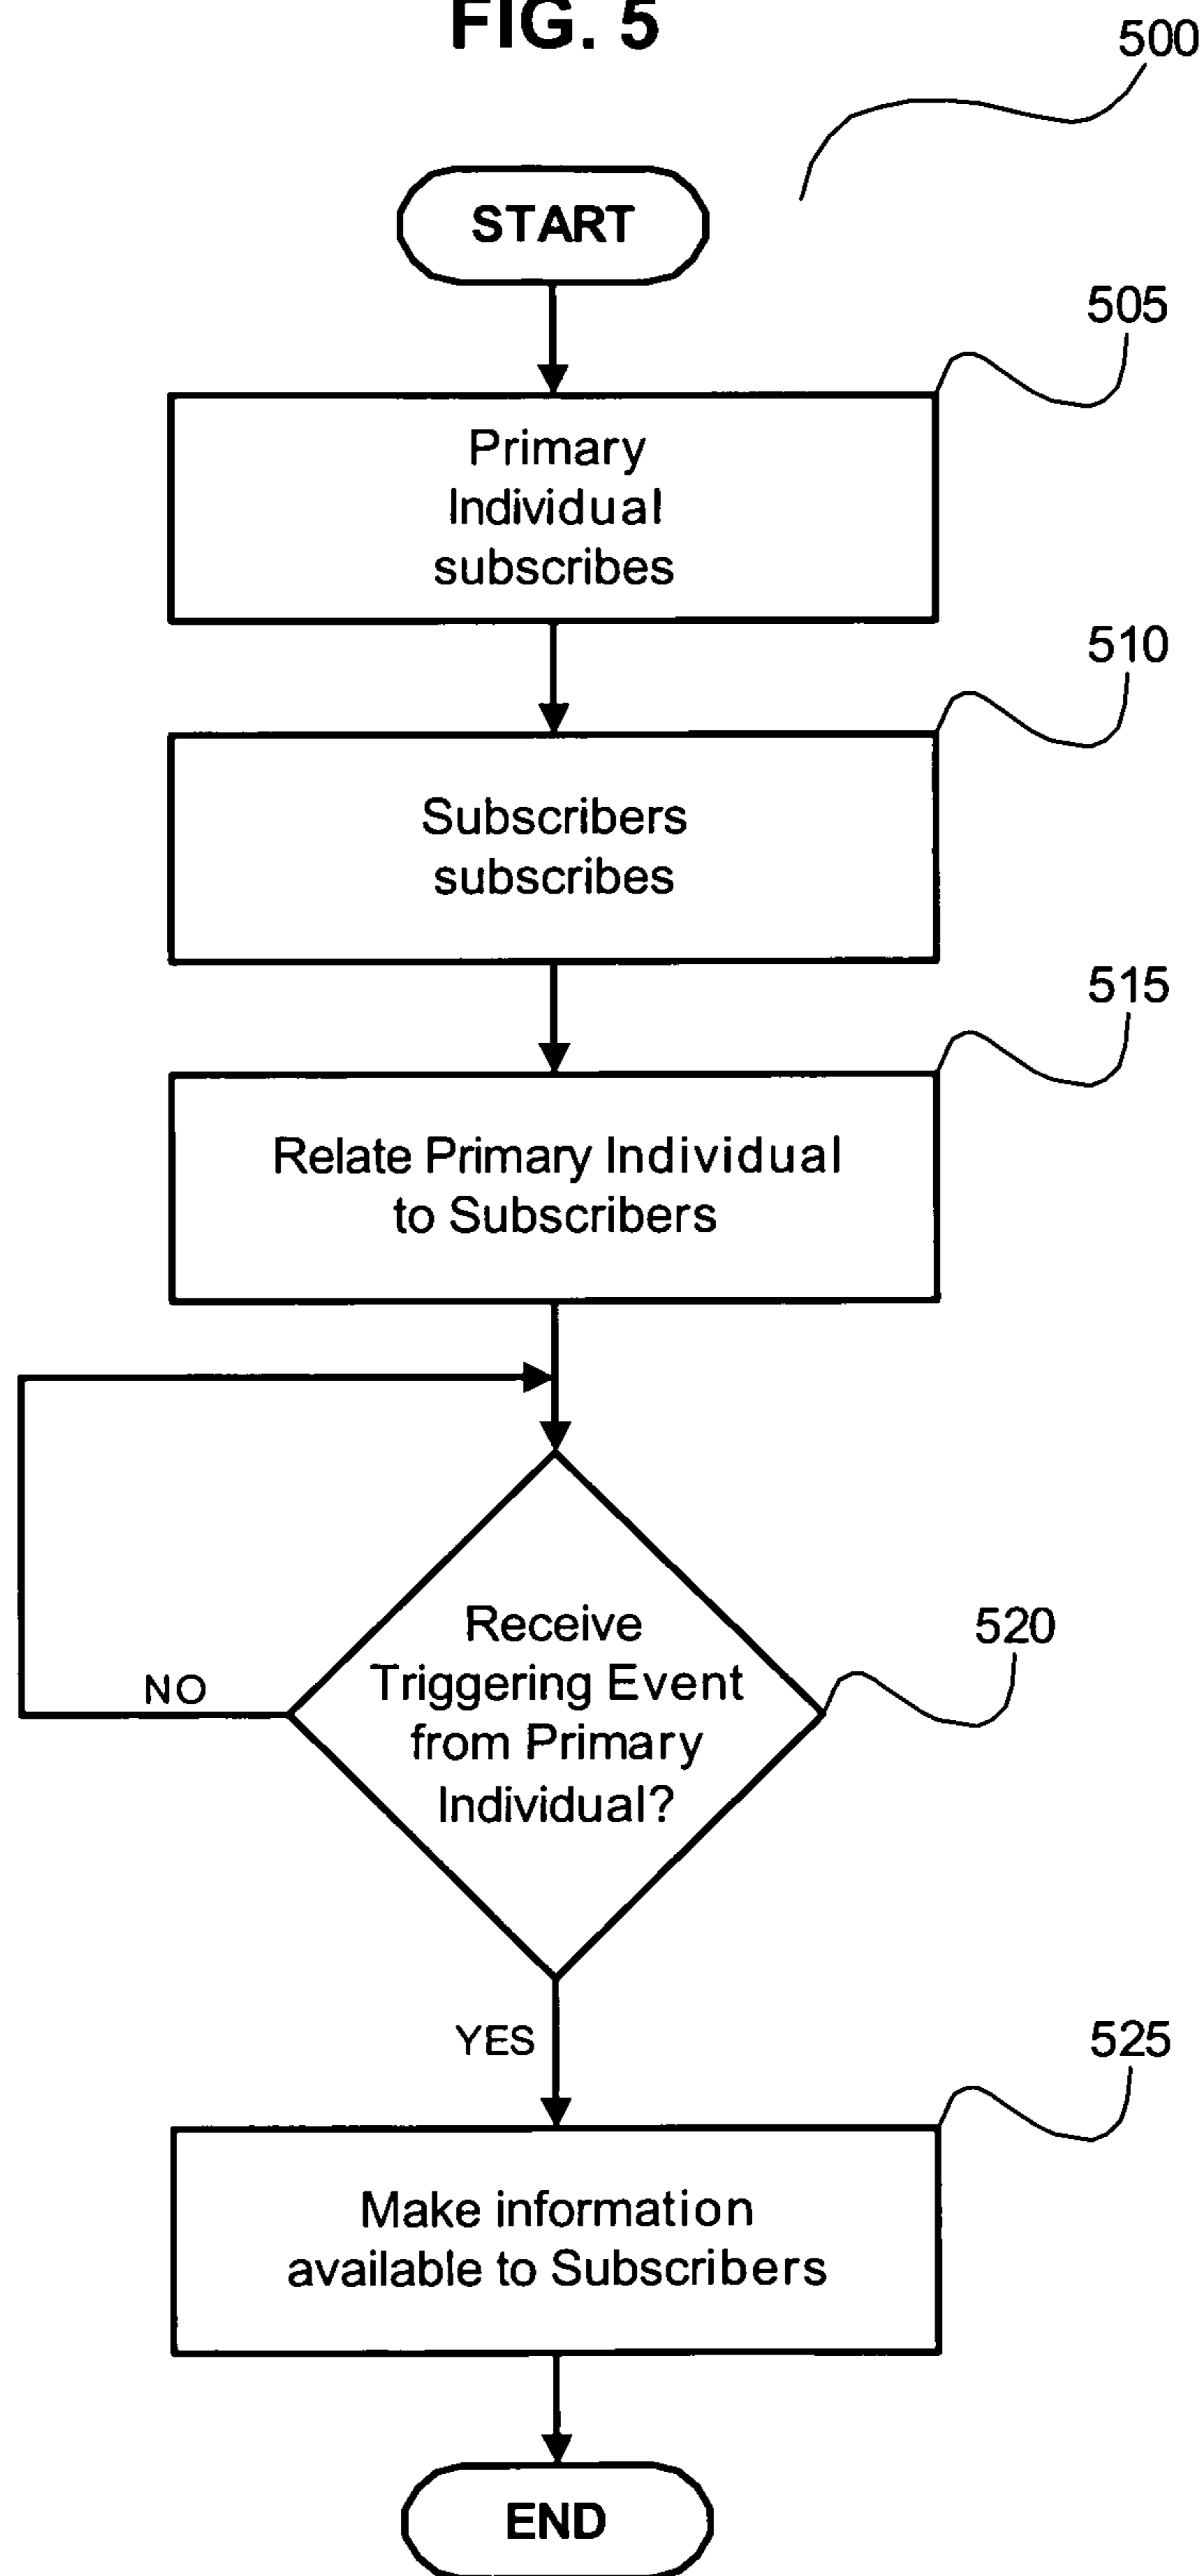 FIG. 5
500
START
505
Primary
Individual
subscribes
510
Subscribers
subscribes
515
Relate Primary Individual
to Subscribers
520
Receive
Triggering Event
from Primary
Individual?
NO
YES
525
Make information
available to Subscribers
END